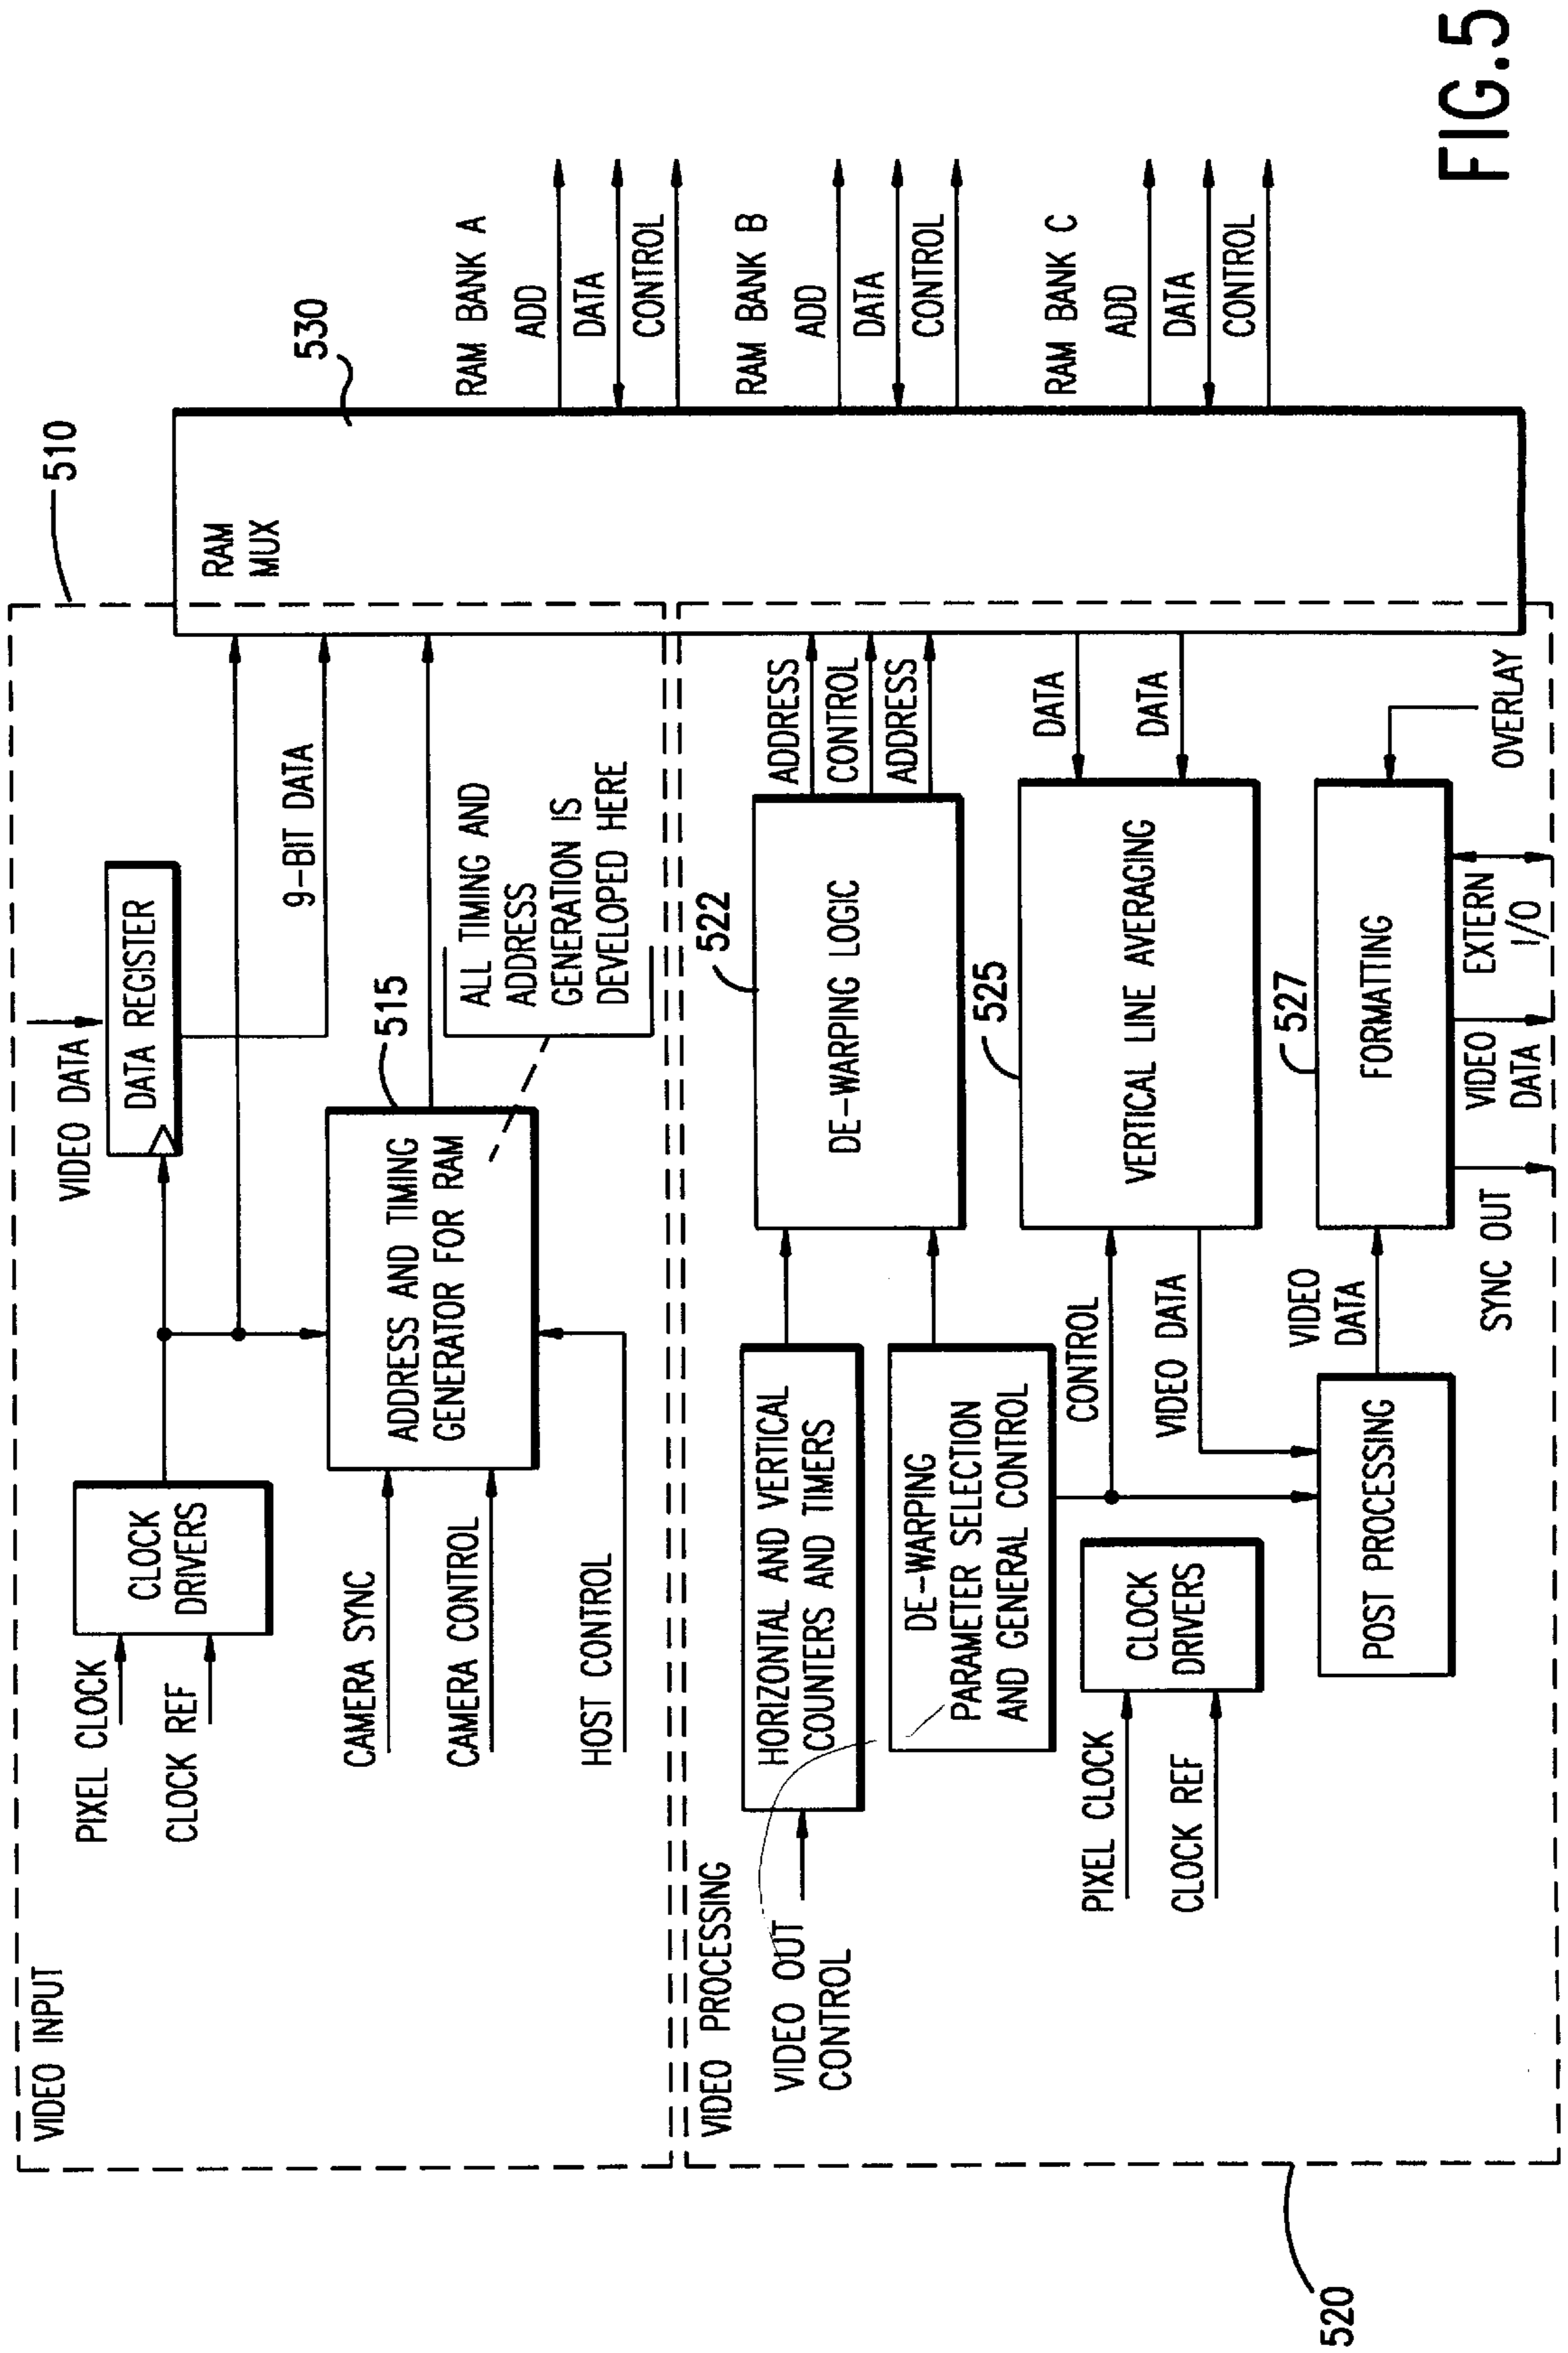 VIDEO INPUT
510
PIXEL CLOCK
CLOCK REF
CLOCK
DRIVERS
VIDEO DATA
DATA REGISTER
9-BIT DATA
CAMERA SYNC
CAMERA CONTROL
HOST CONTROL
ADDRESS AND TIMING
GENERATOR FOR RAM
515
ALL TIMING AND
ADDRESS
GENERATION IS
DEVELOPED HERE
RAM
MUX
530
RAM BANK A
ADD
DATA
CONTROL
RAM BANK B
ADD
DATA
CONTROL
RAM BANK C
ADD
DATA
CONTROL
VIDEO PROCESSING
VIDEO OUT
CONTROL
HORIZONTAL AND VERTICAL
COUNTERS AND TIMERS
DE-WARPING
PARAMETER SELECTION
AND GENERAL CONTROL
522
DE-WARPING LOGIC
ADDRESS
CONTROL
ADDRESS
PIXEL CLOCK
CLOCK REF
CLOCK
DRIVERS
CONTROL
VIDEO DATA
525
VERTICAL LINE AVERAGING
DATA
DATA
POST PROCESSING
VIDEO
DATA
527
FORMATTING
OVERLAY
SYNC OUT
VIDEO
DATA
EXTERN
I/O
520
FIG.5